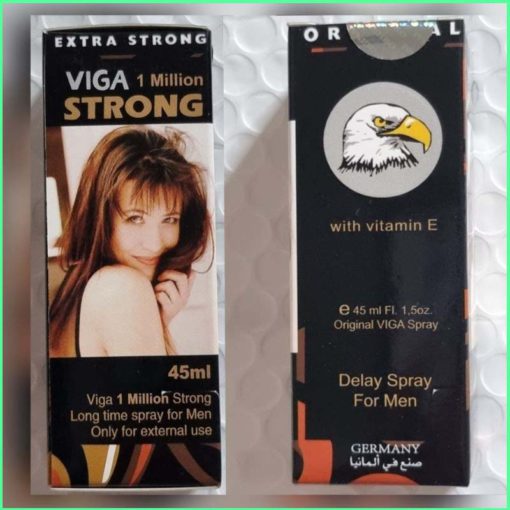 EXTRA STRONG
VIGA 1 Million
STRONG
45ml
Viga 1 Million Strong
Long time spray for Men
Only for external use
OR AL
with vitamin E
℮ 45 ml Fl. 1,5oz.
Original VIGA Spray
Delay Spray
For Men
GERMANY
صنع في ألمانيا